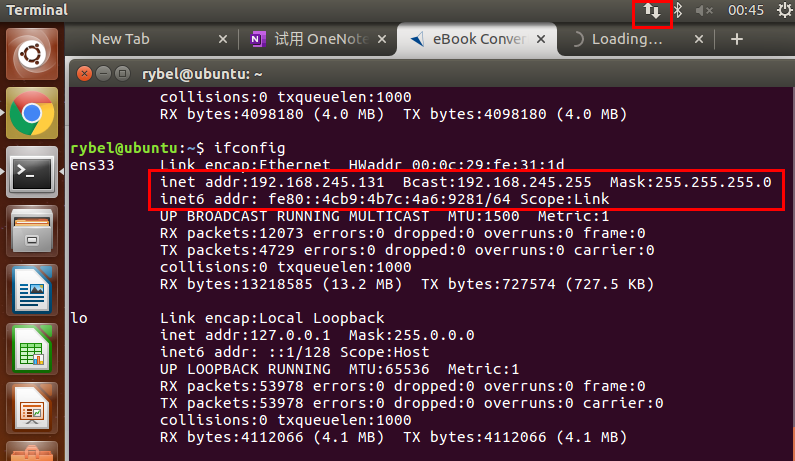 Terminal
00:45
New Tab
试用 OneNote
eBook Conver
Loading...
rybel@ubuntu: ~
collisions:0 txqueuelen:1000
RX bytes:4098180 (4.0 MB)  TX bytes:4098180 (4.0 MB)
rybel@ubuntu:~$ ifconfig
ens33     Link encap:Ethernet  HWaddr 00:0c:29:fe:31:1d
inet addr:192.168.245.131  Bcast:192.168.245.255  Mask:255.255.255.0
inet6 addr: fe80::4cb9:4b7c:4a6:9281/64 Scope:Link
UP BROADCAST RUNNING MULTICAST  MTU:1500  Metric:1
RX packets:12073 errors:0 dropped:0 overruns:0 frame:0
TX packets:4729 errors:0 dropped:0 overruns:0 carrier:0
collisions:0 txqueuelen:1000
RX bytes:13218585 (13.2 MB)  TX bytes:727574 (727.5 KB)
lo        Link encap:Local Loopback
inet addr:127.0.0.1  Mask:255.0.0.0
inet6 addr: ::1/128 Scope:Host
UP LOOPBACK RUNNING  MTU:65536  Metric:1
RX packets:53978 errors:0 dropped:0 overruns:0 frame:0
TX packets:53978 errors:0 dropped:0 overruns:0 carrier:0
collisions:0 txqueuelen:1000
RX bytes:4112066 (4.1 MB)  TX bytes:4112066 (4.1 MB)